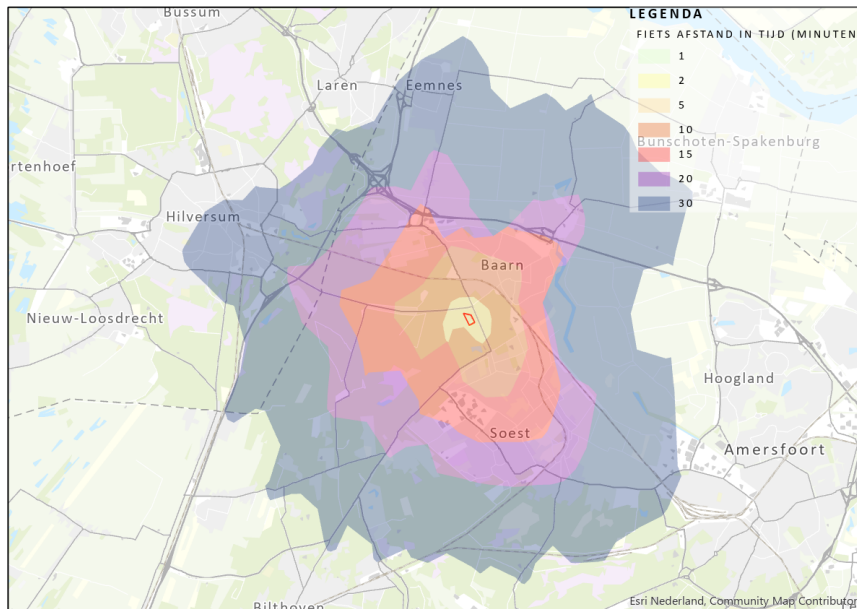 Bussum
LEGENDA
FIETS AFSTAND IN TIJD (MINUTEN
1
2
5
10
15
20
30
Laren
Eemnes
Bunschoten-Spakenburg
rtenhoef
Hilversum
Baarn
Nieuw-Loosdrecht
Hoogland
Soest
Amersfoort
Bilthoven
Esri Nederland, Community Map Contributor